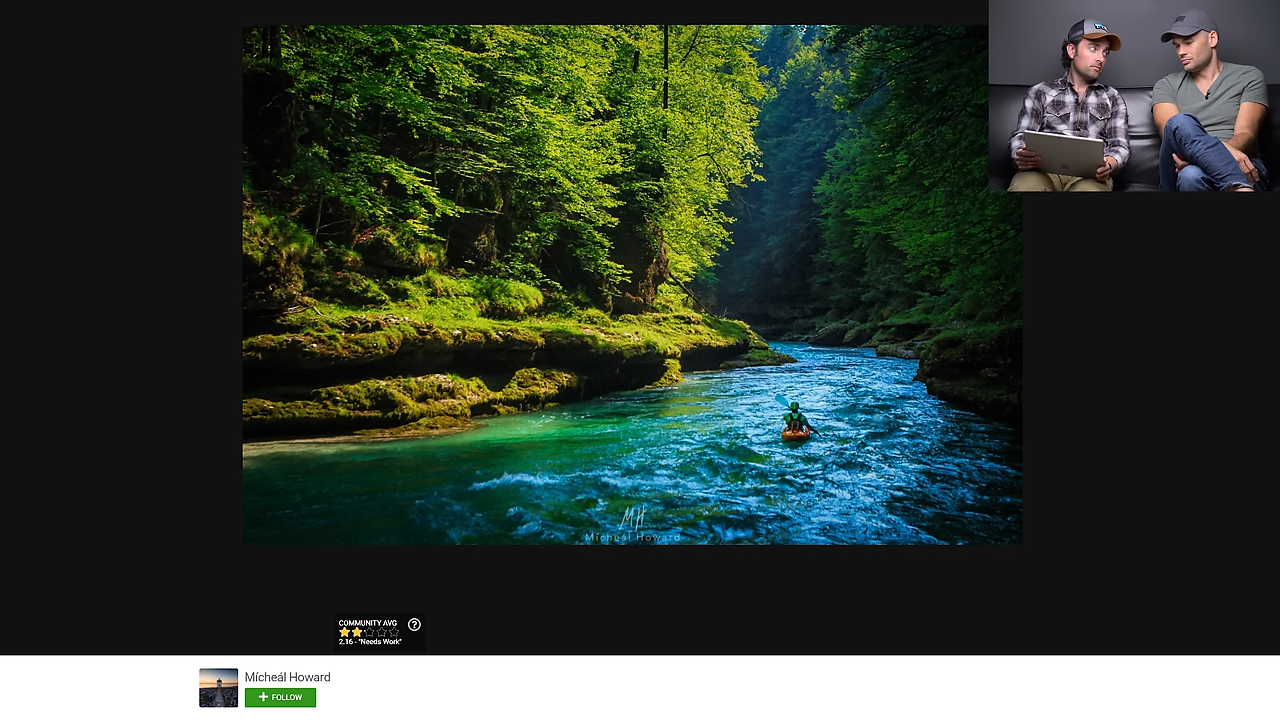 MH
Mícheál Howard
COMMUNITY AVG
?
2.16 - "Needs Work"
Mícheál Howard
+ FOLLOW